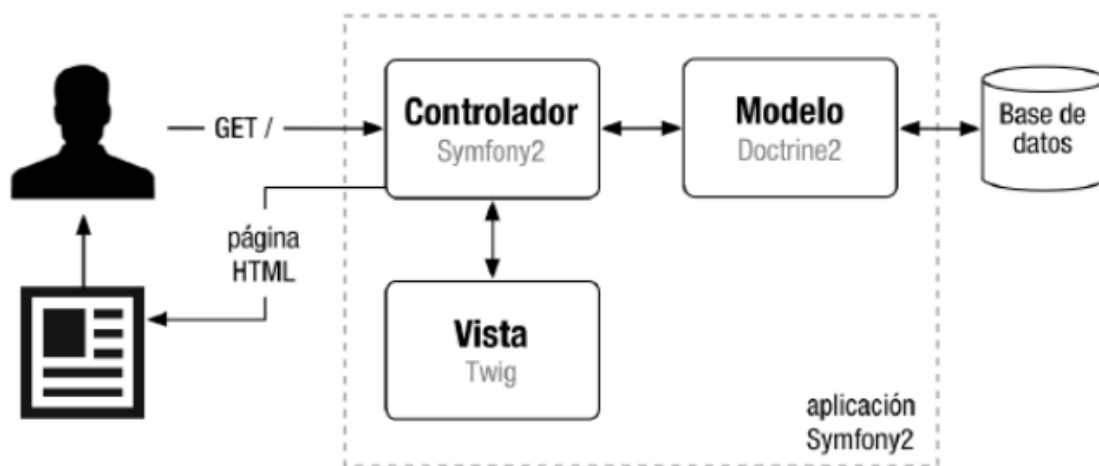 GET /
Controlador
Symfony2
Modelo
Doctrine2
Base de
datos
página
HTML
Vista
Twig
aplicación
Symfony2